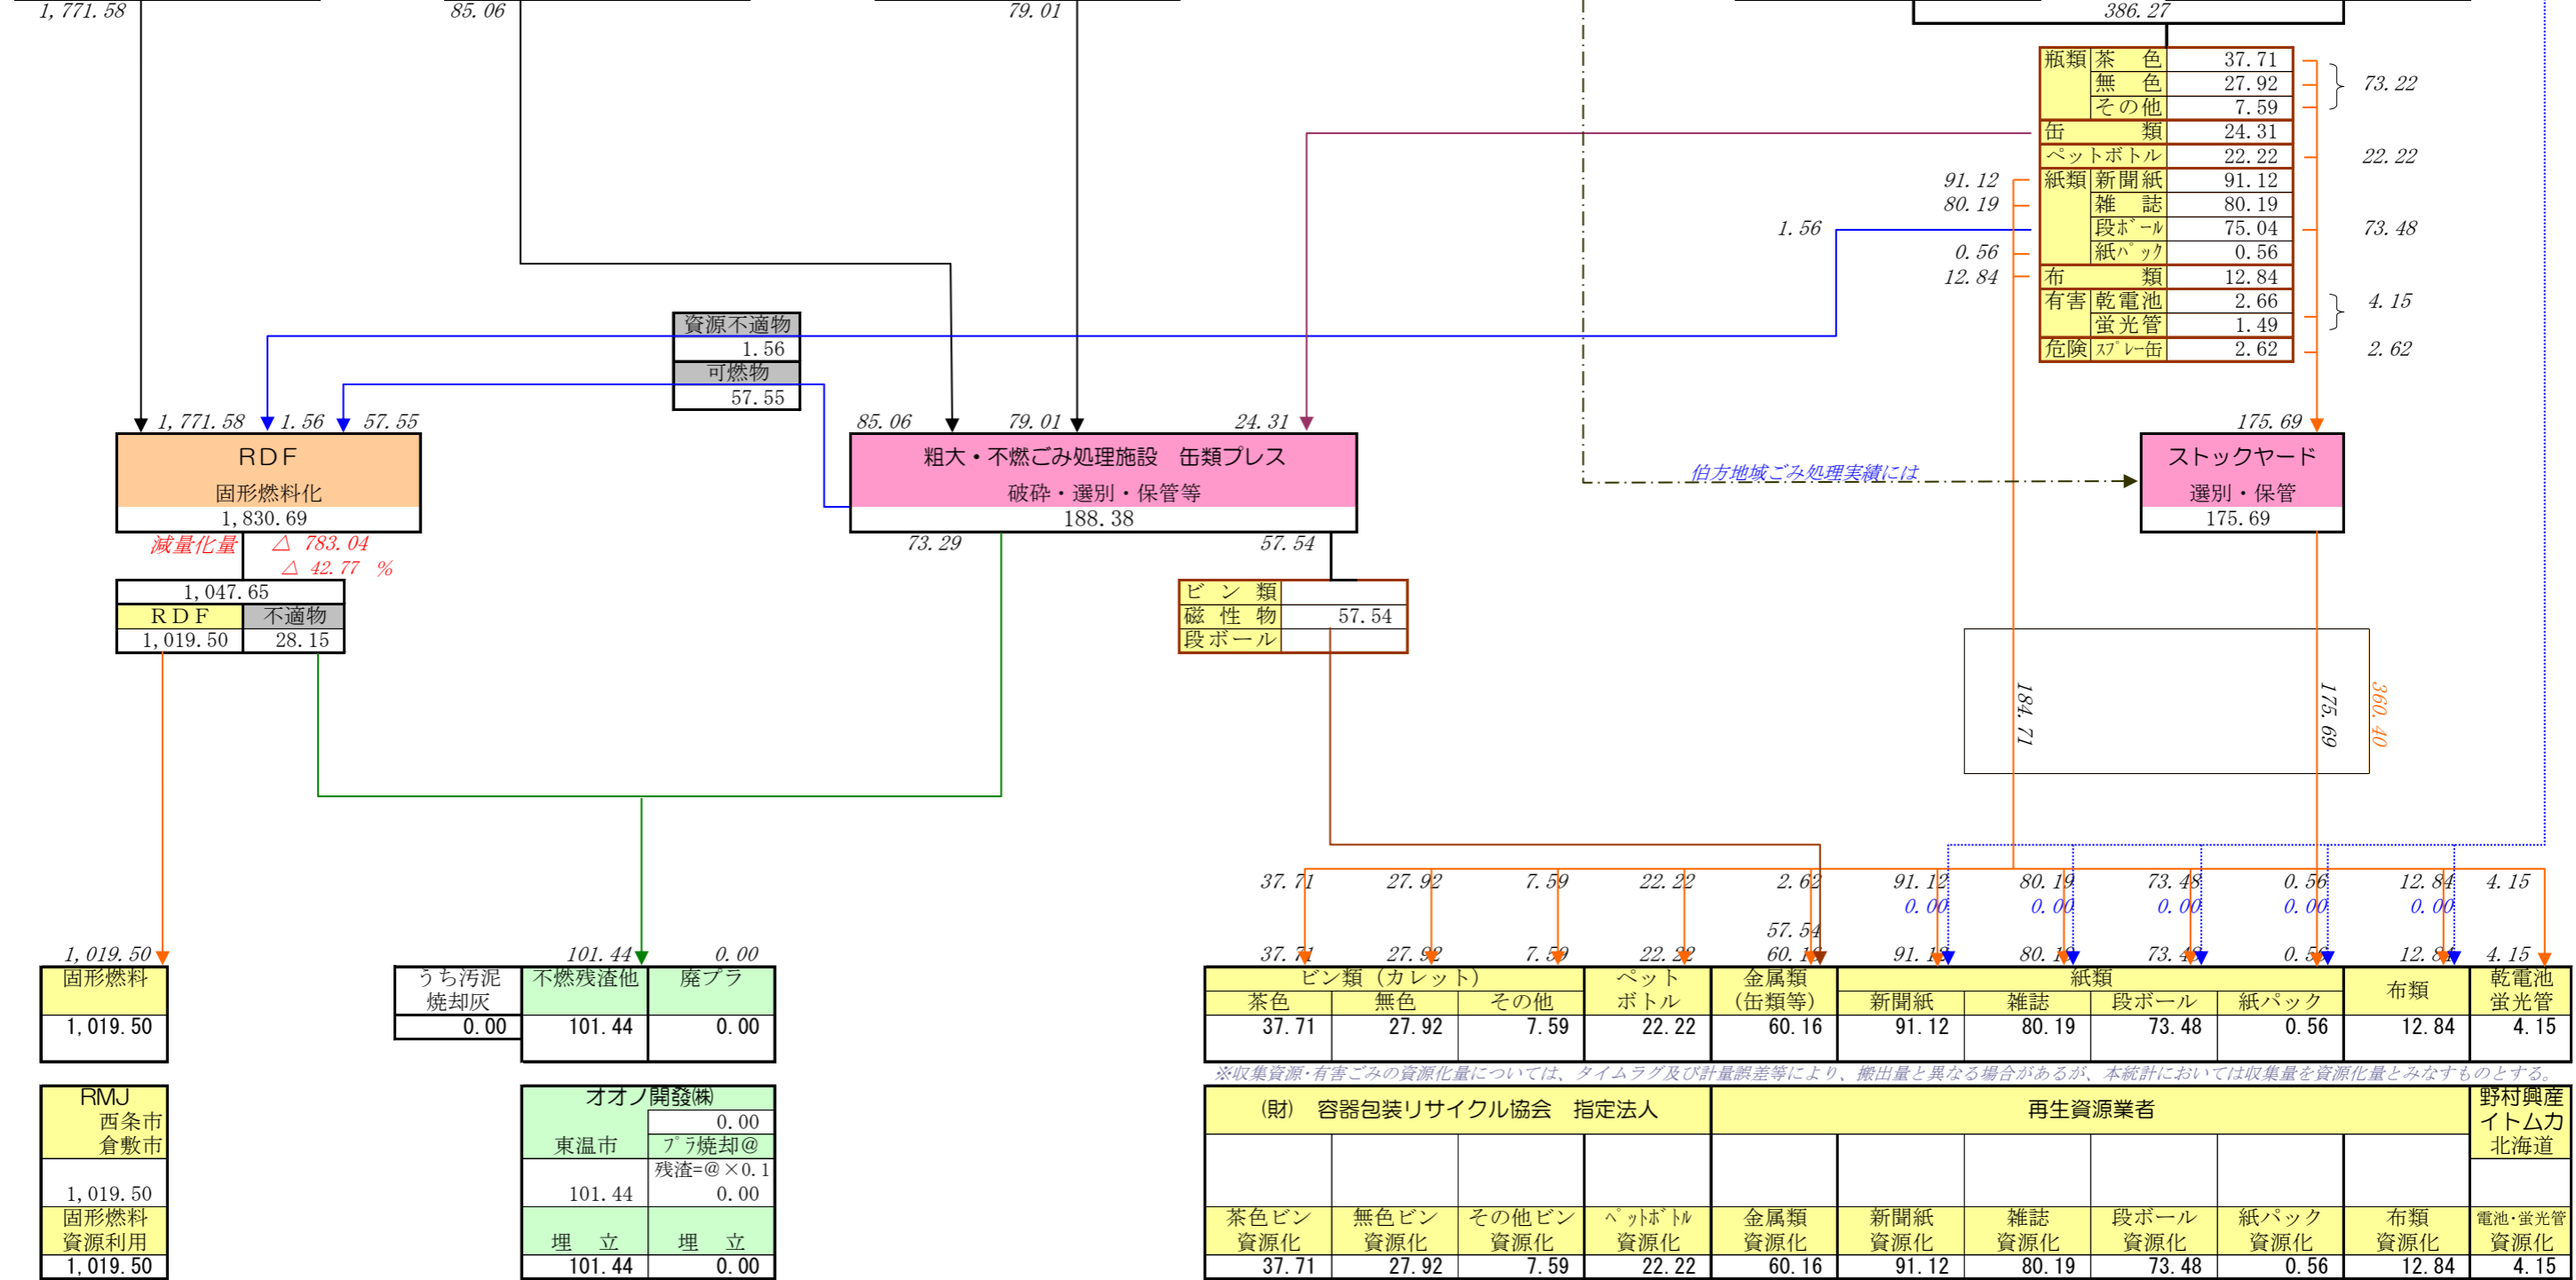 1,771.58 85.06 79.01 386.27
瓶類 茶 色 37.71
無 色 27.92 73.22
その他 7.59
缶 類 24.31
ペットボトル 22.22 22.22
91.12 紙類 新聞紙 91.12
80.19 雑 誌 80.19
1.56 段ボール 75.04 73.48
0.56 紙パック 0.56
12.84 布 類 12.84
有害 乾電池 2.66 4.15
蛍光管 1.49
危険 スプレー缶 2.62 2.62
資源不適物
1.56
可燃物
57.55
1,771.58 1.56 57.55 85.06 79.01 24.31 175.69
RDF
固形燃料化
1,830.69
粗大・不燃ごみ処理施設 缶類プレス
破砕・選別・保管等
188.38
伯方地域ごみ処理実績には
ストックヤード
選別・保管
175.69
減量化量 △ 783.04
△ 42.77 %
73.29 57.54
1,047.65
RDF 不適物
1,019.50 28.15
ビ ン 類
磁 性 物 57.54
段ボール
184.71 175.69 360.40
37.71 27.92 7.59 22.22 2.62 91.12 80.19 73.48 0.56 12.84 4.15
0.00 0.00 0.00 0.00 0.00
57.54
1,019.50 101.44 0.00 37.71 27.92 7.59 22.22 60.16 91.12 80.19 73.48 0.56 12.84 4.15
固形燃料
1,019.50
うち汚泥
焼却灰
0.00
不燃残渣他 廃プラ
101.44 0.00
ビン類（カレット） ペット 金属類 紙類 布類 乾電池
茶色 無色 その他 ボトル （缶類等） 新聞紙 雑誌 段ボール 紙パック 蛍光管
37.71 27.92 7.59 22.22 60.16 91.12 80.19 73.48 0.56 12.84 4.15
※収集資源・有害ごみの資源化量については、タイムラグ及び計量誤差等により、搬出量と異なる場合があるが、本統計においては収集量を資源化量とみなすものとする。
RMJ
西条市
倉敷市
1,019.50
固形燃料
資源利用
1,019.50
オオノ開發㈱
0.00
東温市 プラ焼却@
残渣=@×0.1
101.44 0.00
埋 立 埋 立
101.44 0.00
(財) 容器包装リサイクル協会 指定法人 再生資源業者
野村興産
イトムカ
北海道
茶色ビン 無色ビン その他ビン ペットボトル 金属類 新聞紙 雑誌 段ボール 紙パック 布類 電池・蛍光管
資源化 資源化 資源化 資源化 資源化 資源化 資源化 資源化 資源化 資源化 資源化
37.71 27.92 7.59 22.22 60.16 91.12 80.19 73.48 0.56 12.84 4.15